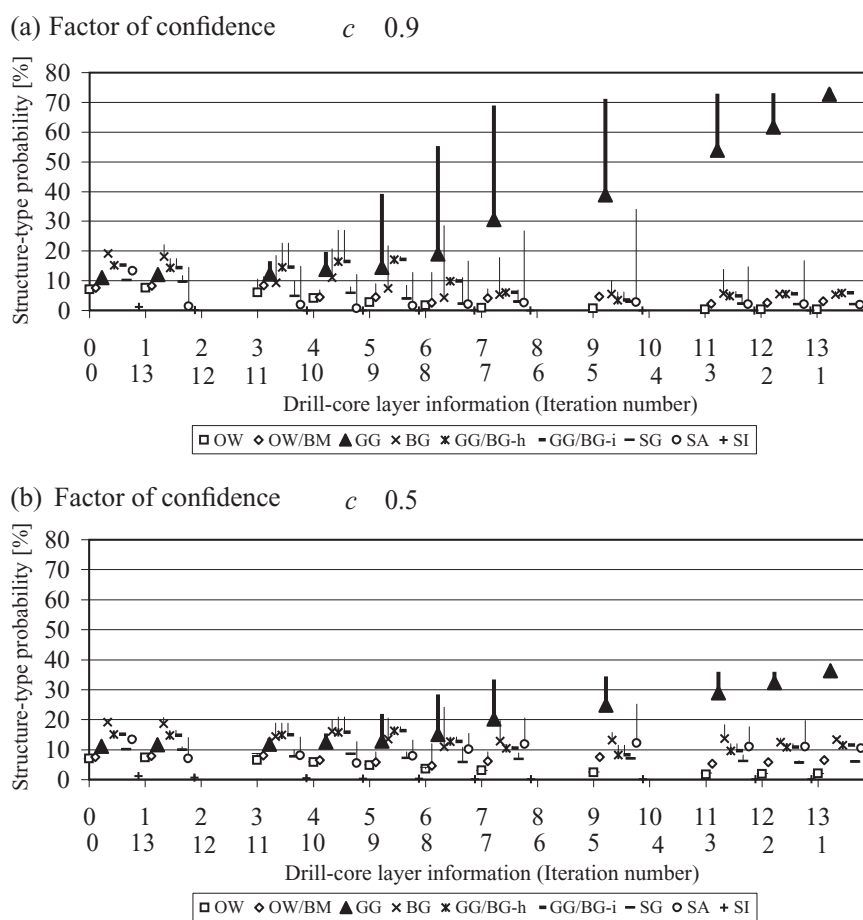 (a) Factor of confidence c 0.9
Structure-type probability [%]
80
70
60
50
40
30
20
10
0
0 1 2 3 4 5 6 7 8 9 10 11 12 13
0 13 12 11 10 9 8 7 6 5 4 3 2 1
Drill-core layer information (Iteration number)
OW OW/BM GG BG GG/BG-h GG/BG-i SG SA SI
(b) Factor of confidence c 0.5
Structure-type probability [%]
80
70
60
50
40
30
20
10
0
0 1 2 3 4 5 6 7 8 9 10 11 12 13
0 13 12 11 10 9 8 7 6 5 4 3 2 1
Drill-core layer information (Iteration number)
OW OW/BM GG BG GG/BG-h GG/BG-i SG SA SI